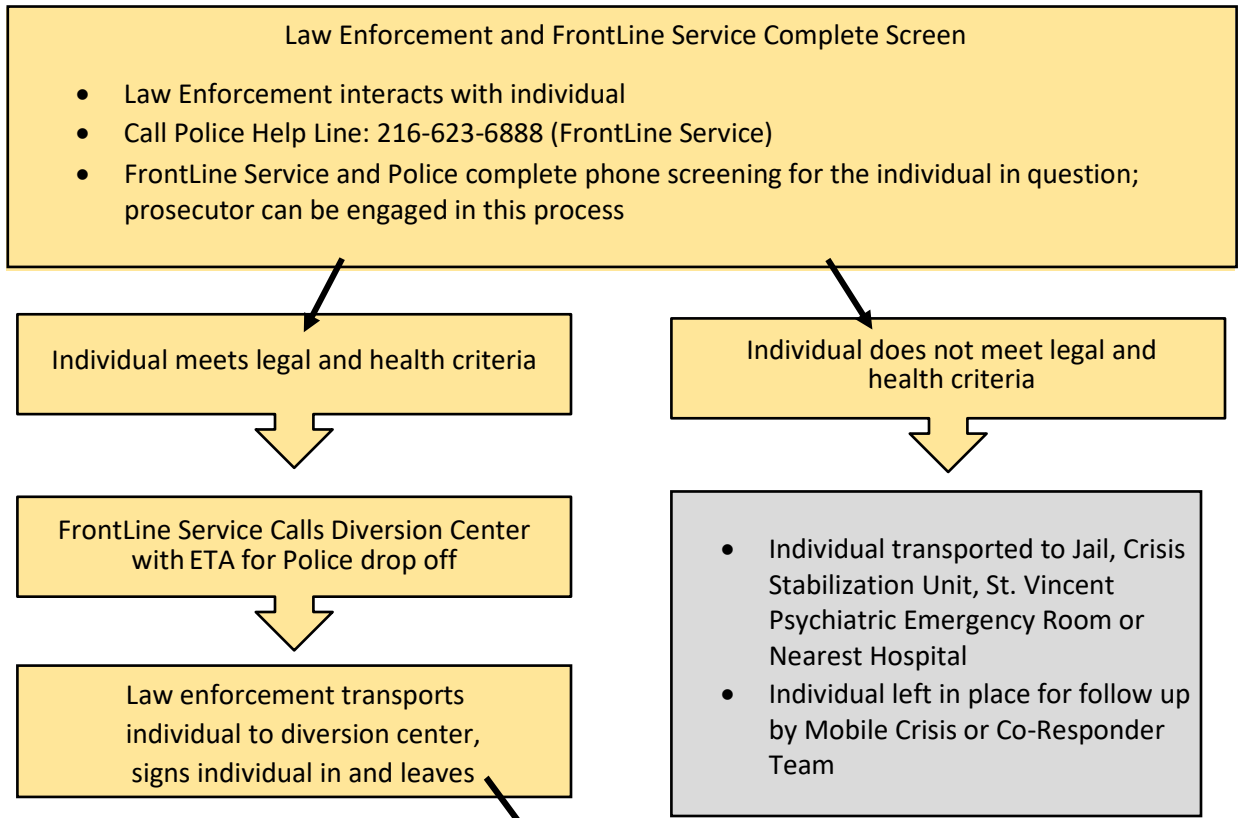 Law Enforcement and FrontLine Service Complete Screen
• Law Enforcement interacts with individual
• Call Police Help Line: 216-623-6888 (FrontLine Service)
• FrontLine Service and Police complete phone screening for the individual in question;
prosecutor can be engaged in this process
Individual meets legal and health criteria
Individual does not meet legal and
health criteria
FrontLine Service Calls Diversion Center
with ETA for Police drop off
Law enforcement transports
individual to diversion center,
signs individual in and leaves
• Individual transported to Jail, Crisis
Stabilization Unit, St. Vincent
Psychiatric Emergency Room or
Nearest Hospital
• Individual left in place for follow up
by Mobile Crisis or Co-Responder
Team